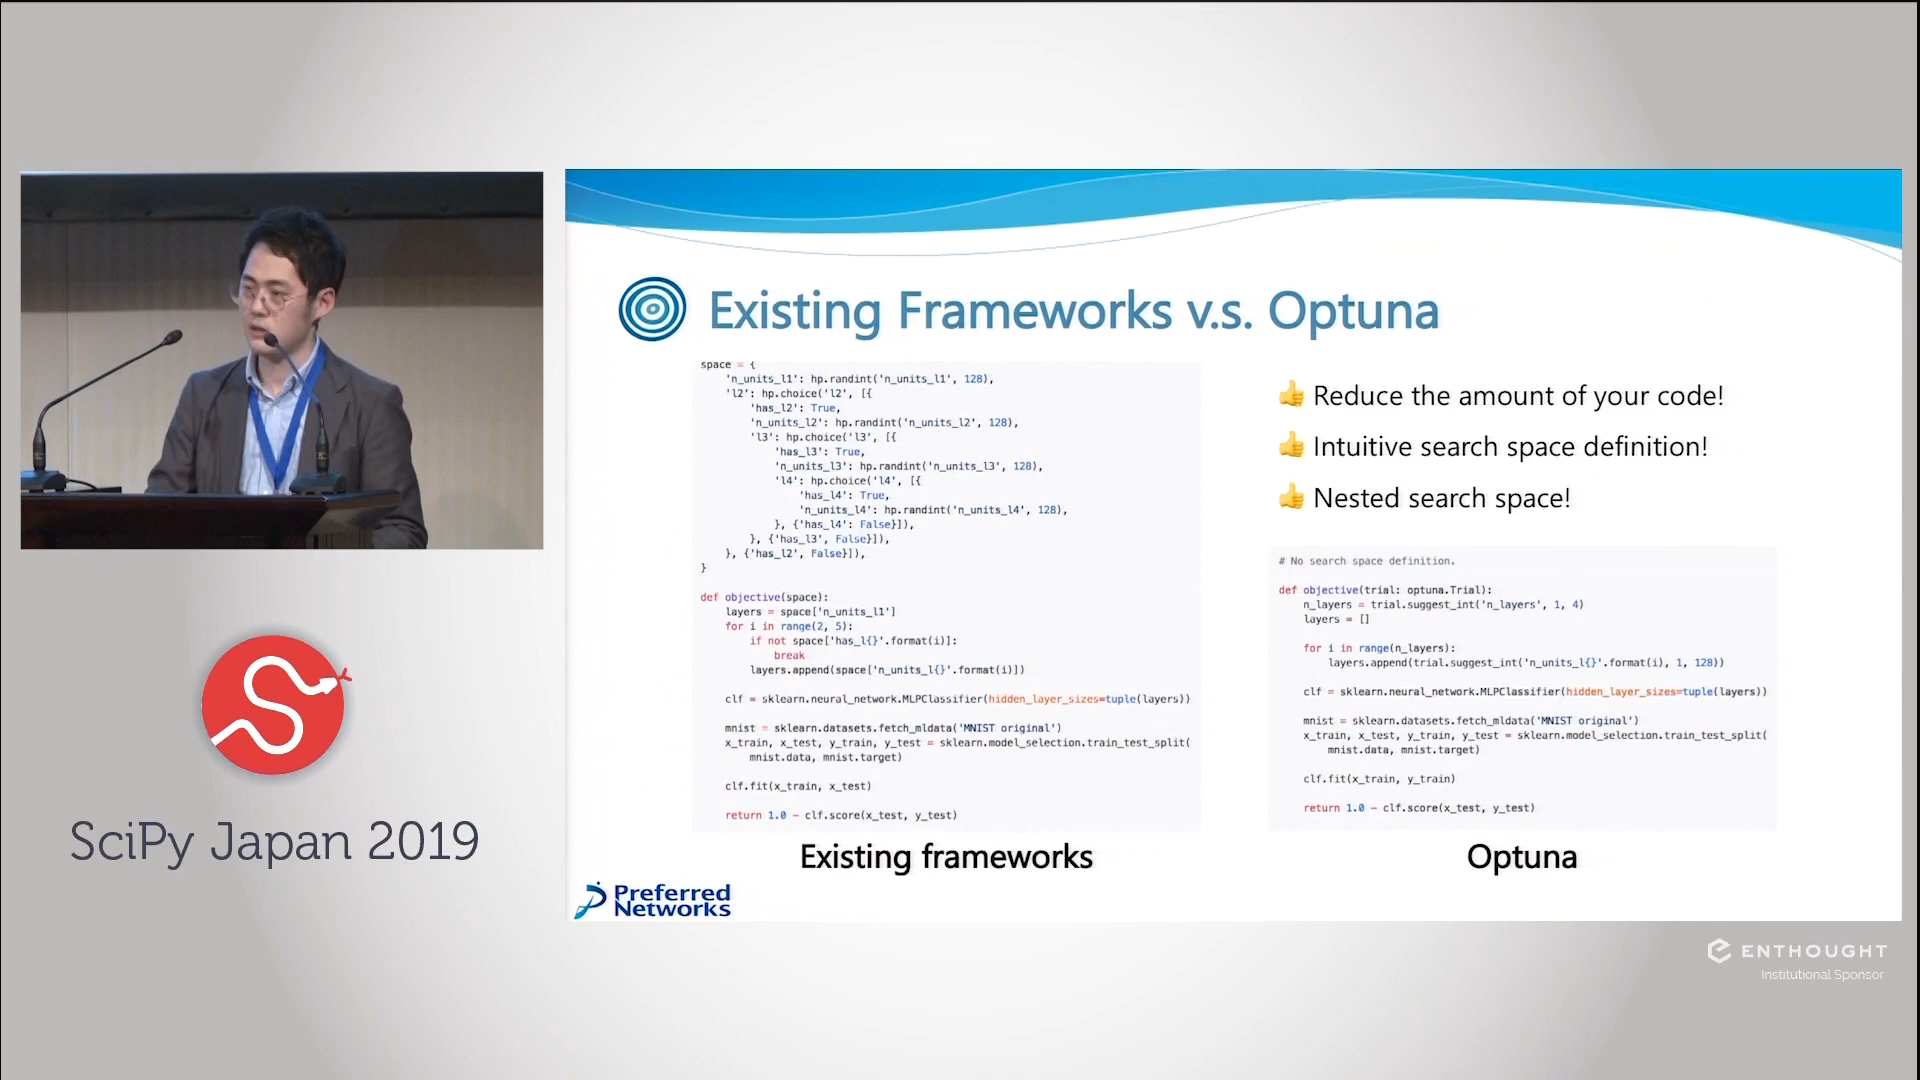 Existing Frameworks v.s. Optuna
space = {
    'n_units_l1': hp.randint('n_units_l1', 128),
    'l2': hp.choice('l2', [{
        'has_l2': True,
        'n_units_l2': hp.randint('n_units_l2', 128),
        'l3': hp.choice('l3', [{
            'has_l3': True,
            'n_units_l3': hp.randint('n_units_l3', 128),
            'l4': hp.choice('l4', [{
                'has_l4': True,
                'n_units_l4': hp.randint('n_units_l4', 128),
            }, {'has_l4': False}]),
        }, {'has_l3', False}]),
    }, {'has_l2', False}]),
}
def objective(space):
    layers = space['n_units_l1']
    for i in range(2, 5):
        if not space['has_l{}'.format(i)]:
            break
        layers.append(space['n_units_l{}'.format(i)])
    clf = sklearn.neural_network.MLPClassifier(hidden_layer_sizes=tuple(layers))
    mnist = sklearn.datasets.fetch_mldata('MNIST original')
    x_train, x_test, y_train, y_test = sklearn.model_selection.train_test_split(
        mnist.data, mnist.target)
    clf.fit(x_train, x_test)
    return 1.0 - clf.score(x_test, y_test)
Existing frameworks
👍 Reduce the amount of your code!
👍 Intuitive search space definition!
👍 Nested search space!
# No search space definition.
def objective(trial: optuna.Trial):
    n_layers = trial.suggest_int('n_layers', 1, 4)
    layers = []
    for i in range(n_layers):
        layers.append(trial.suggest_int('n_units_l{}'.format(i), 1, 128))
    clf = sklearn.neural_network.MLPClassifier(hidden_layer_sizes=tuple(layers))
    mnist = sklearn.datasets.fetch_mldata('MNIST original')
    x_train, x_test, y_train, y_test = sklearn.model_selection.train_test_split(
        mnist.data, mnist.target)
    clf.fit(x_train, y_train)
    return 1.0 - clf.score(x_test, y_test)
Optuna
Preferred
Networks
SciPy Japan 2019
ENTHOUGHT
Institutional Sponsor